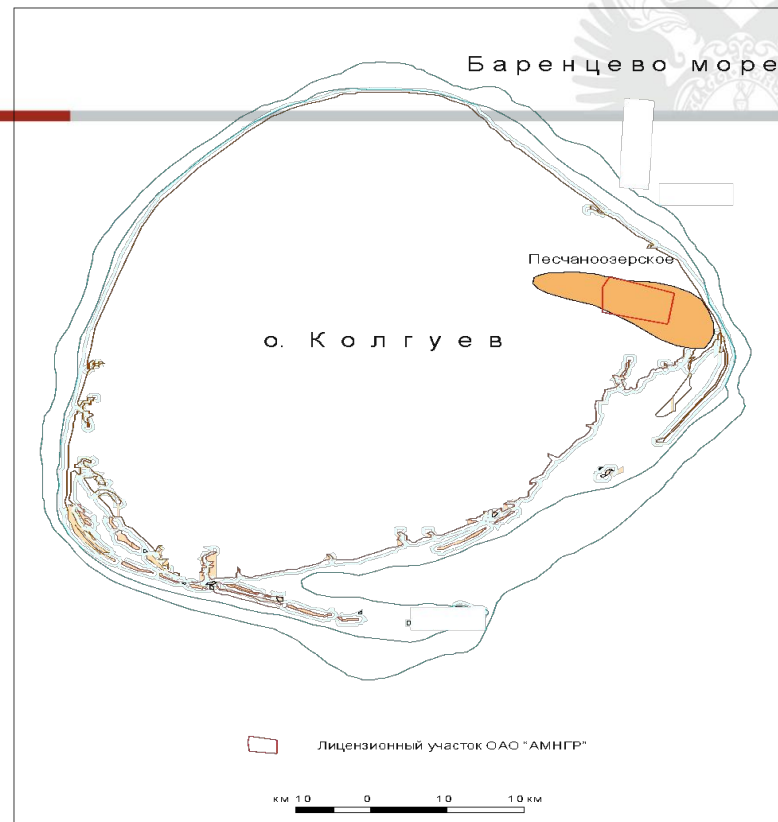 Баренцево море
Песчаноозерское
о. Колгуев
Лицензионный участок ОАО "АМНГР"
км 10 0 10 10 км